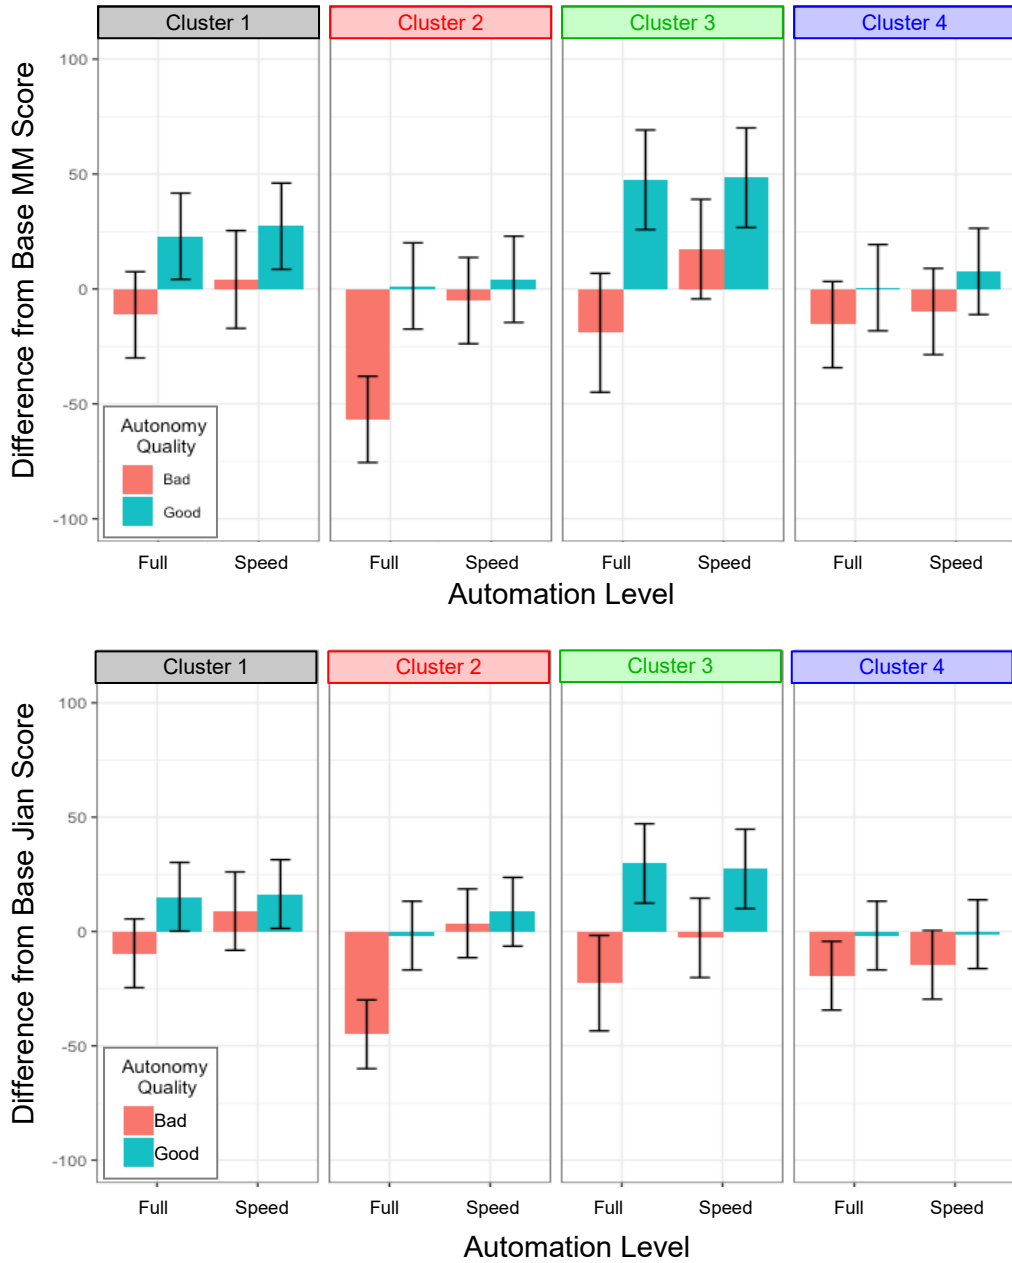 Cluster 1 Cluster 2 Cluster 3 Cluster 4
Difference from Base MM Score
100
50
0
-50
-100
Autonomy
Quality
Bad
Good
Full Speed Full Speed Full Speed Full Speed
Automation Level
Cluster 1 Cluster 2 Cluster 3 Cluster 4
Difference from Base Jian Score
100
50
0
-50
-100
Autonomy
Quality
Bad
Good
Full Speed Full Speed Full Speed Full Speed
Automation Level